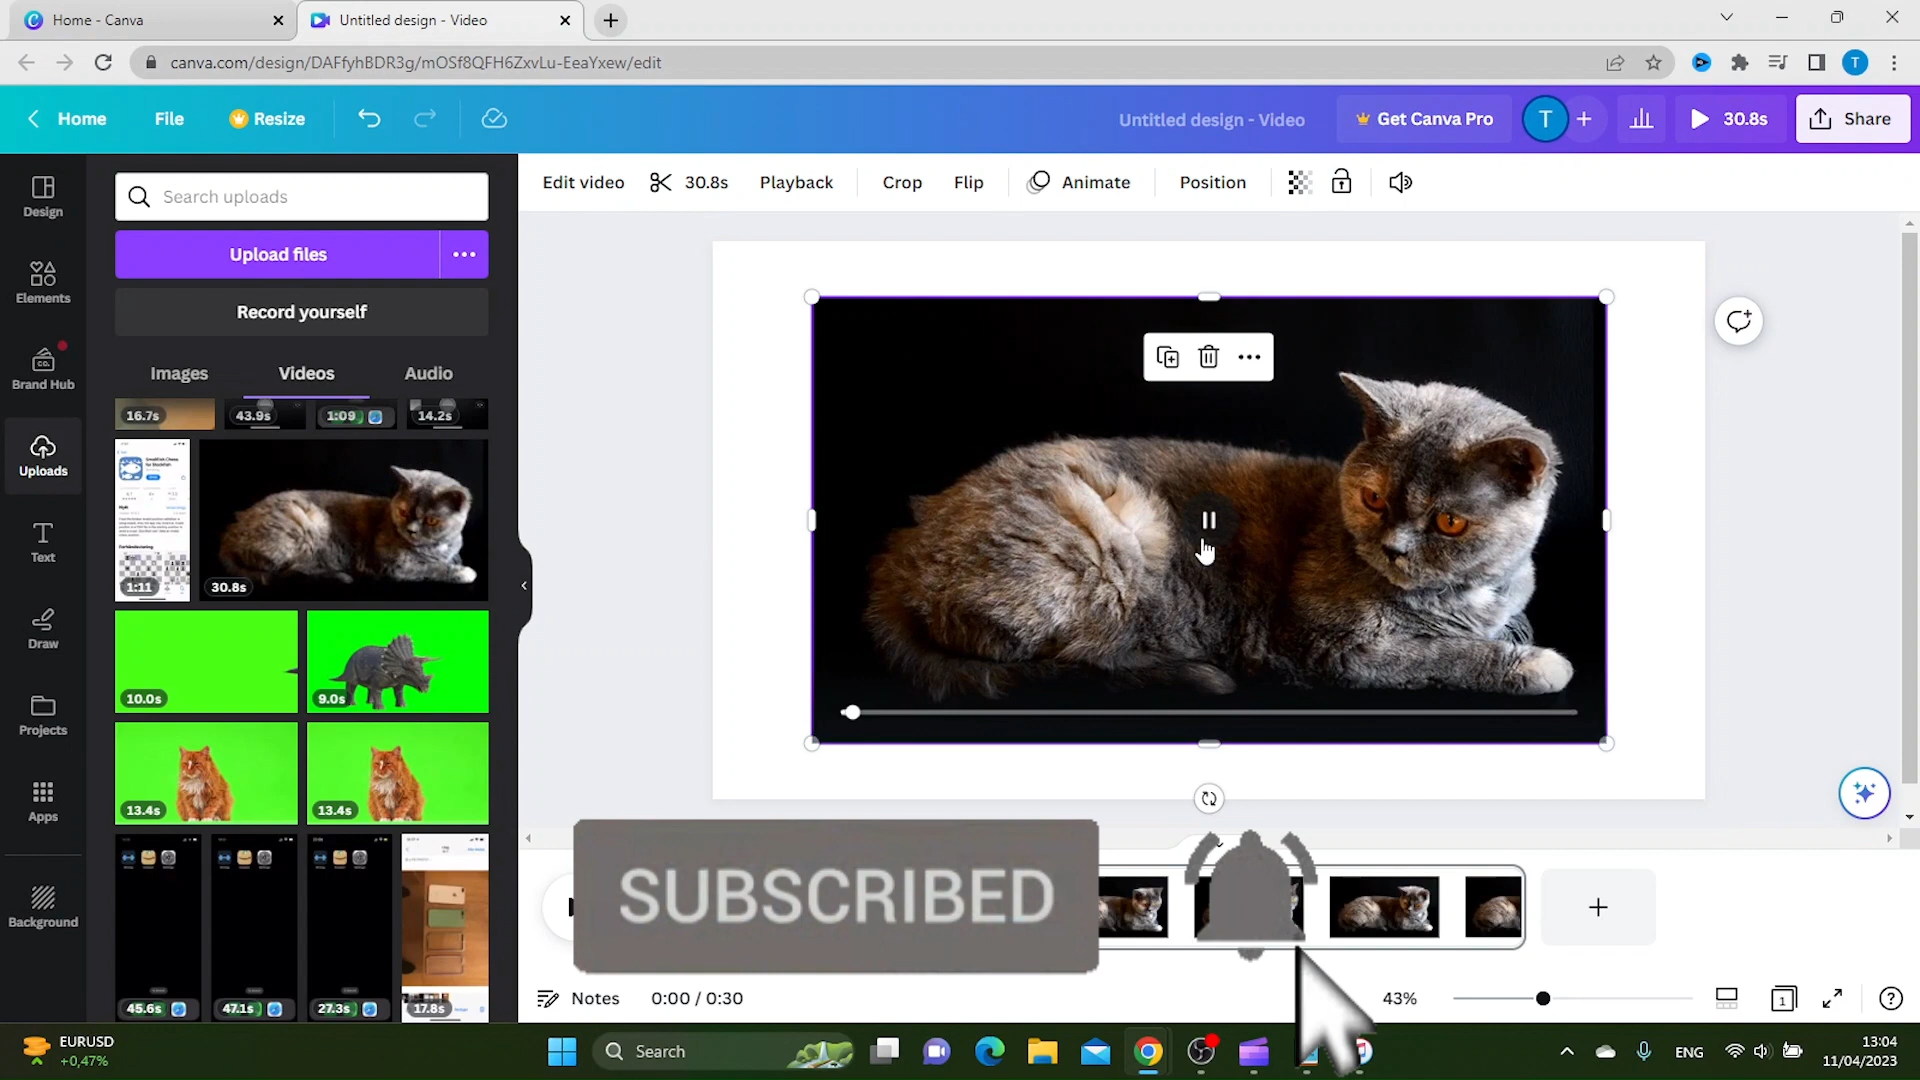 Home - Canva
Untitled design - Video
canva.com/design/DAFfyhBDR3g/mOSf8QFH6ZxvLu-EeaYxew/edit
Home
File
Resize
Untitled design - Video
Get Canva Pro
T
30.8s
Share
Design
Elements
Brand Hub
Uploads
Text
Draw
Projects
Apps
Background
Search uploads
Upload files
Record yourself
Images
Videos
Audio
16.7s
43.9s
1:09
14.2s
1:11
30.8s
10.0s
9.0s
13.4s
13.4s
45.6s
47.1s
27.3s
17.8s
Edit video
30.8s
Playback
Crop
Flip
Animate
Position
SUBSCRIBED
Notes
0:00 / 0:30
43%
1
EURUSD
+0,47%
Search
ENG
13:04
11/04/2023